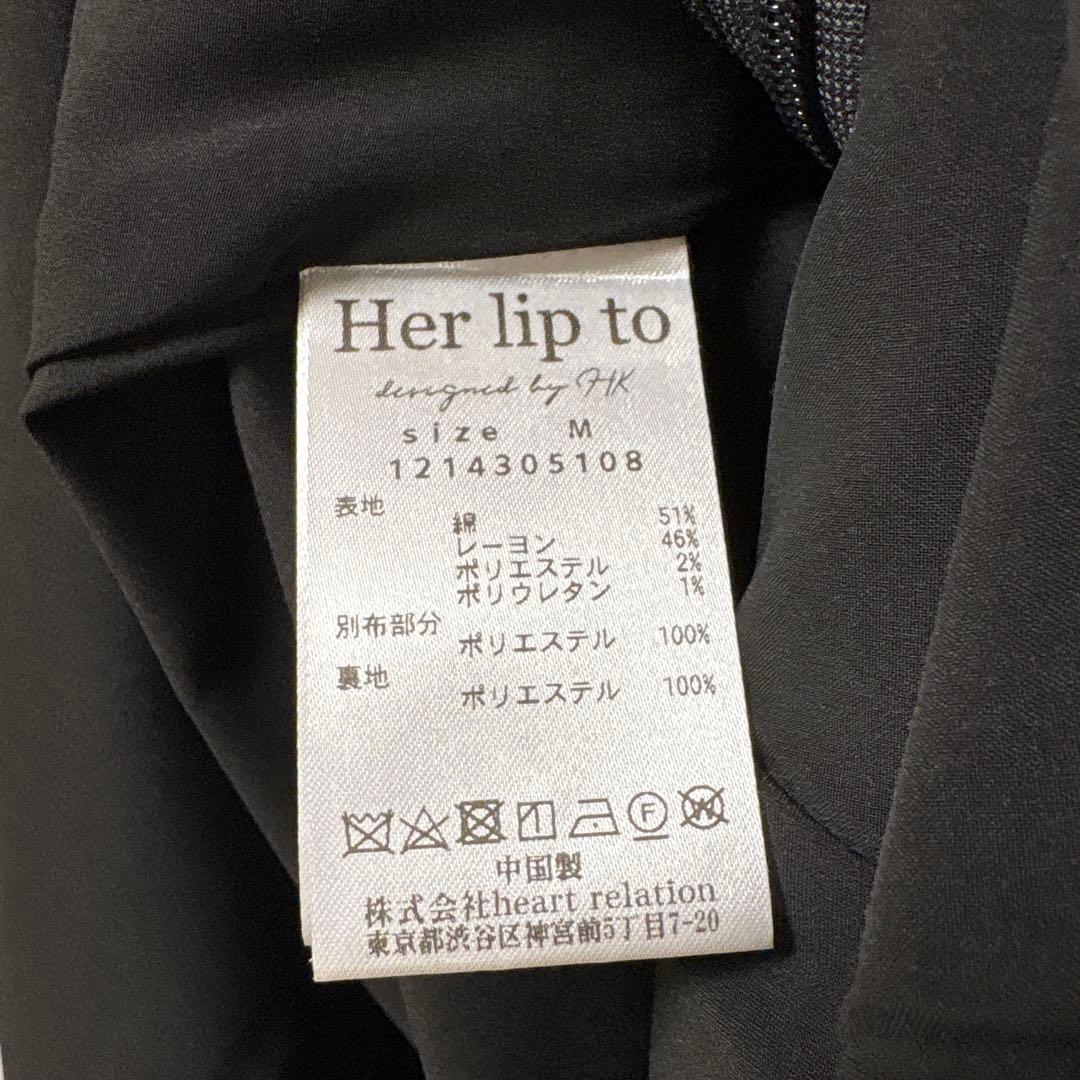 Her lip to
designed by HK
size M
1214305108
表地
綿 51%
レーヨン 46%
ポリエステル 2%
ポリウレタン 1%
別布部分
ポリエステル 100%
裏地
ポリエステル 100%
F W
中国製
株式会社heart relation
東京都渋谷区神宮前5丁目7-20